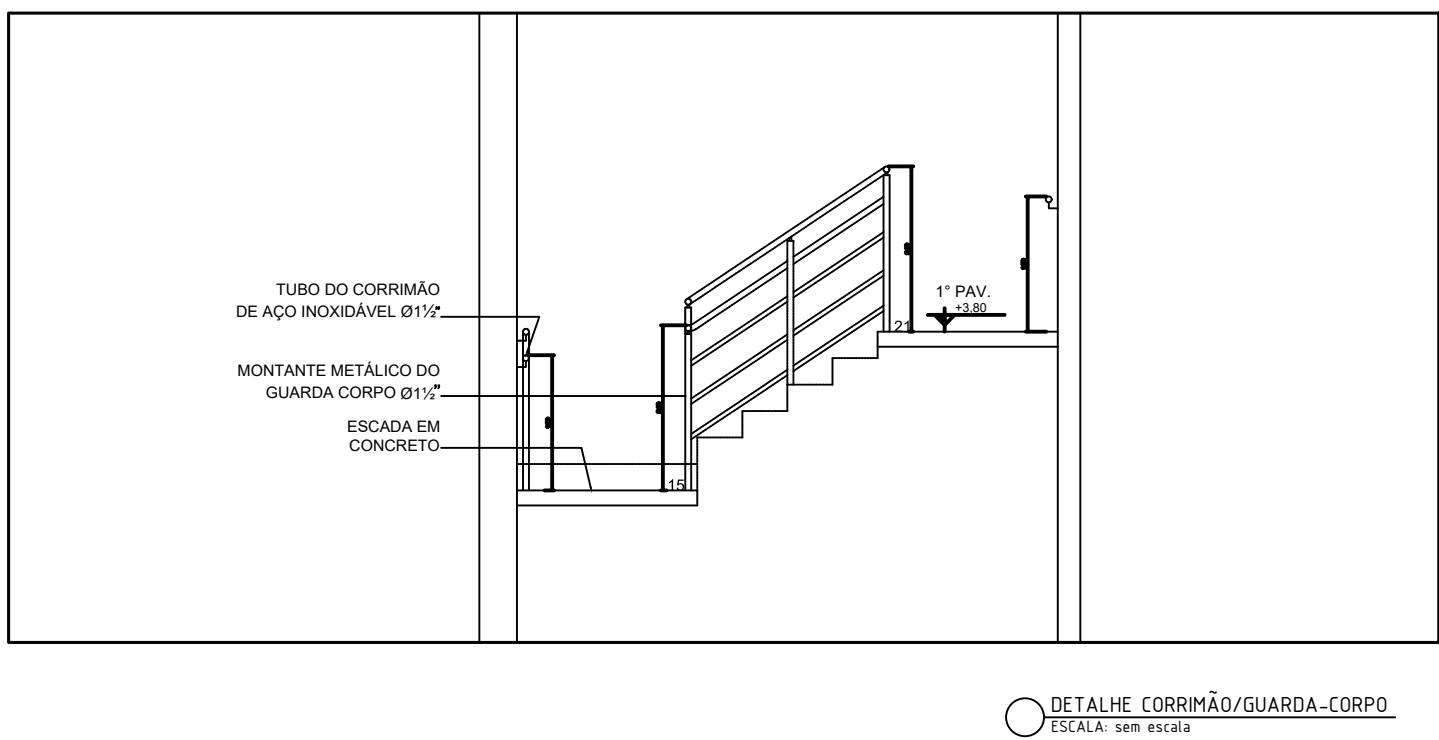 TUBO DO CORRIMÃO
DE AÇO INOXIDÁVEL Ø1½"
MONTANTE METÁLICO DO
GUARDA CORPO Ø1½"
ESCADA EM
CONCRETO
15
21
1° PAV.
+3,80
DETALHE CORRIMÃO/GUARDA-CORPO
ESCALA: sem escala